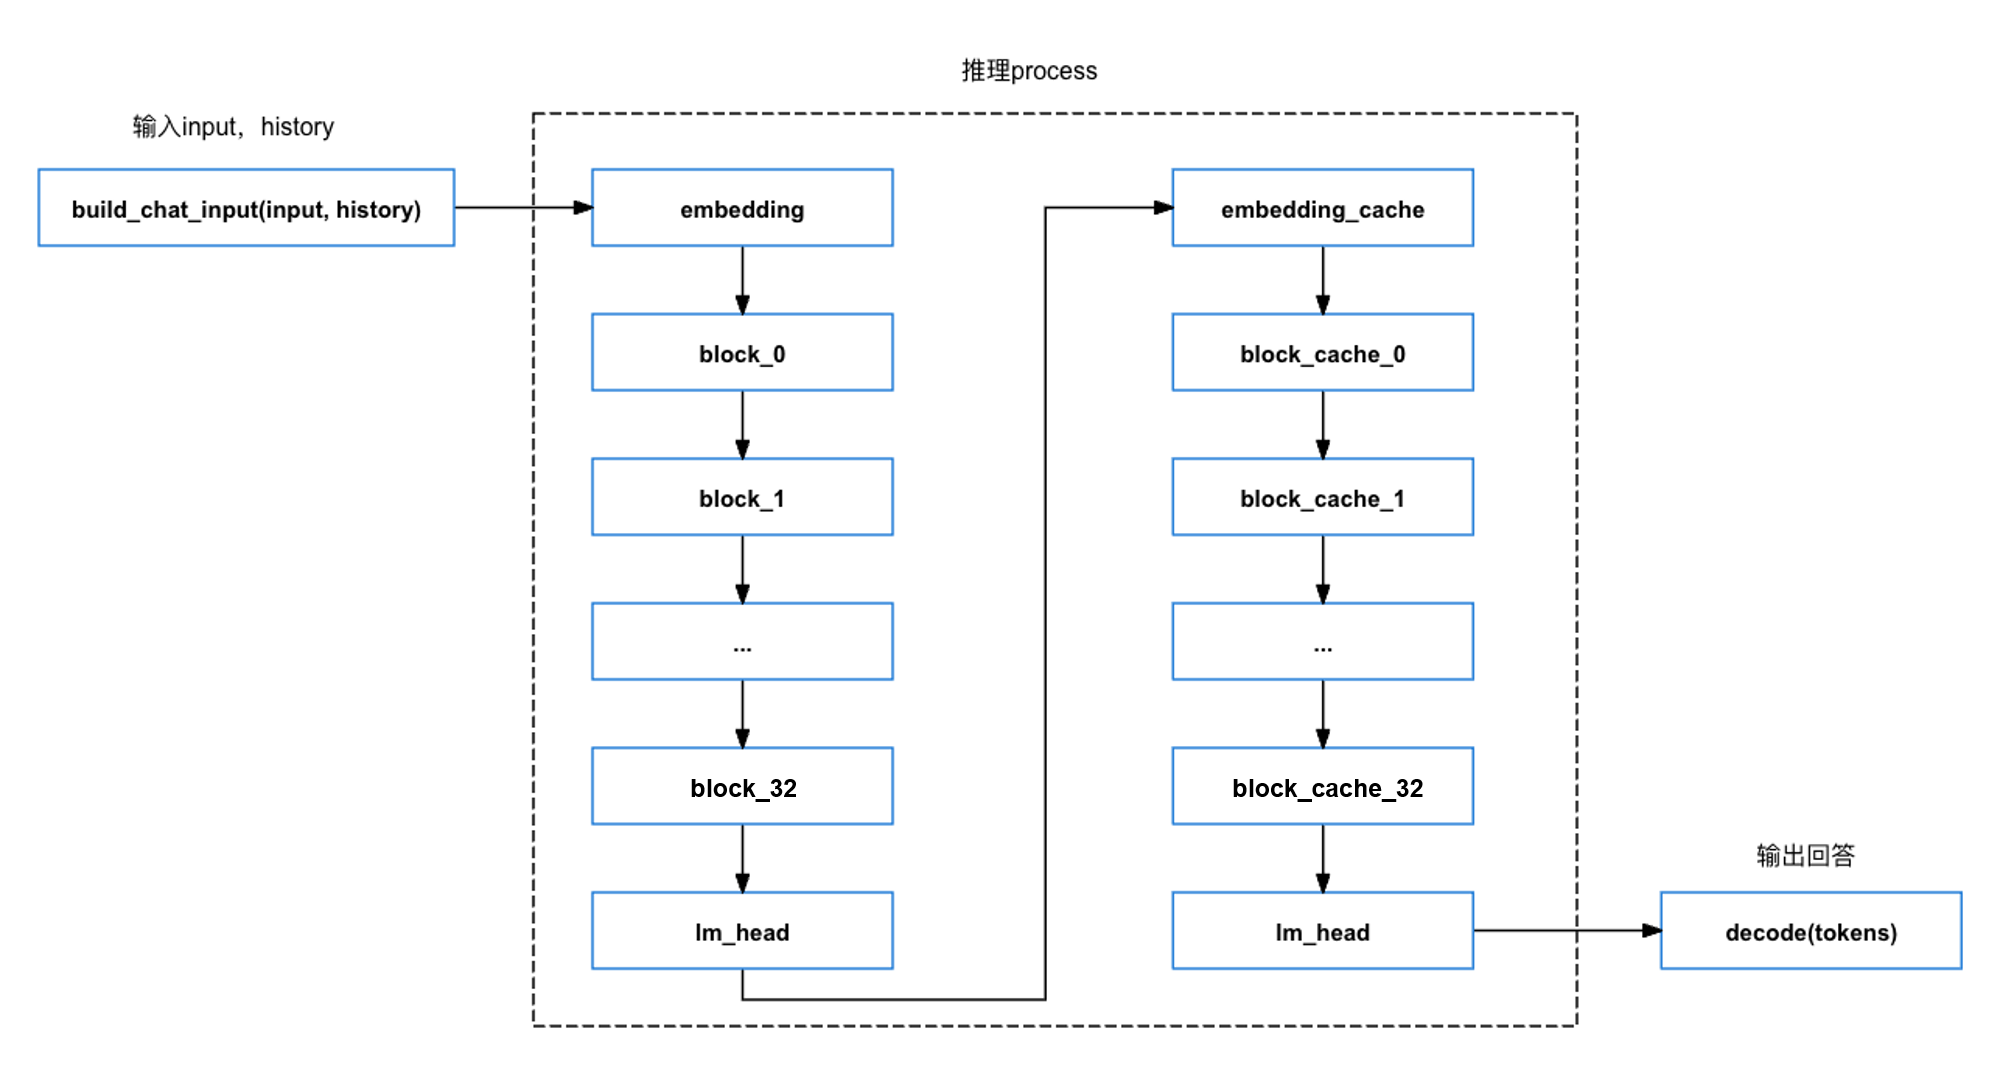 推理process
输入input，history
build_chat_input(input, history)
embedding
block_0
block_1
...
block_32
lm_head
embedding_cache
block_cache_0
block_cache_1
...
block_cache_32
lm_head
输出回答
decode(tokens)